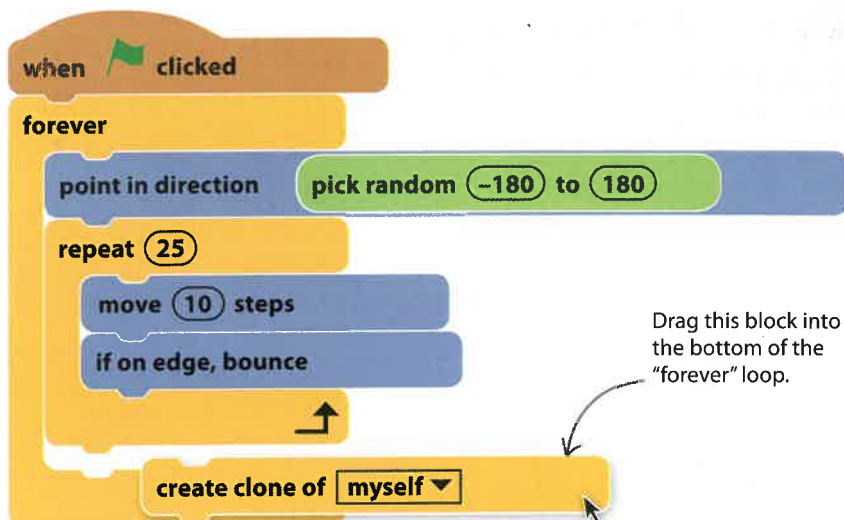 when clicked
forever
point in direction pick random –180 to 180
repeat 25
move 10 steps
if on edge, bounce
Drag this block into
the bottom of the
"forever" loop.
create clone of myself